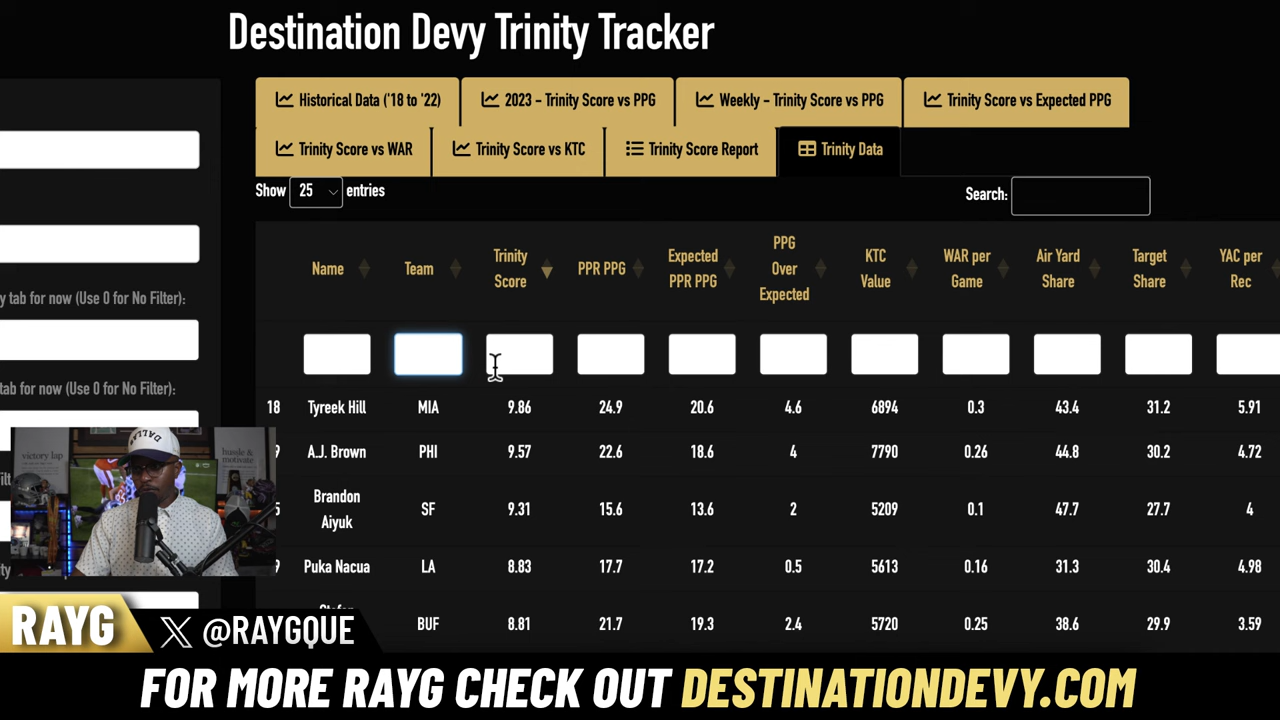 Destination Devy Trinity Tracker
Historical Data ('18 to '22)
2023 - Trinity Score vs PPG
Weekly - Trinity Score vs PPG
Trinity Score vs Expected PPG
Trinity Score vs WAR
Trinity Score vs KTC
Trinity Score Report
Trinity Data
Show 25 entries
Search:
y tab for now (Use 0 for No Filter):
tab for now (Use 0 for No Filter):
Name Team Trinity Score PPR PPG Expected PPR PPG PPG Over Expected KTC Value WAR per Game Air Yard Share Target Share YAC per Rec
18 Tyreek Hill MIA 9.86 24.9 20.6 4.6 6894 0.3 43.4 31.2 5.91
A.J. Brown PHI 9.57 22.6 18.6 4 7790 0.26 44.8 30.2 4.72
Brandon Aiyuk SF 9.31 15.6 13.6 2 5209 0.1 47.7 27.7 4
Puka Nacua LA 8.83 17.7 17.2 0.5 5613 0.16 31.3 30.4 4.98
BUF 8.81 21.7 19.3 2.4 5720 0.25 38.6 29.9 3.59
victory lap
hustle &
motivate
RAYG
X @RAYGQUE
FOR MORE RAYG CHECK OUT DESTINATIONDEVY.COM